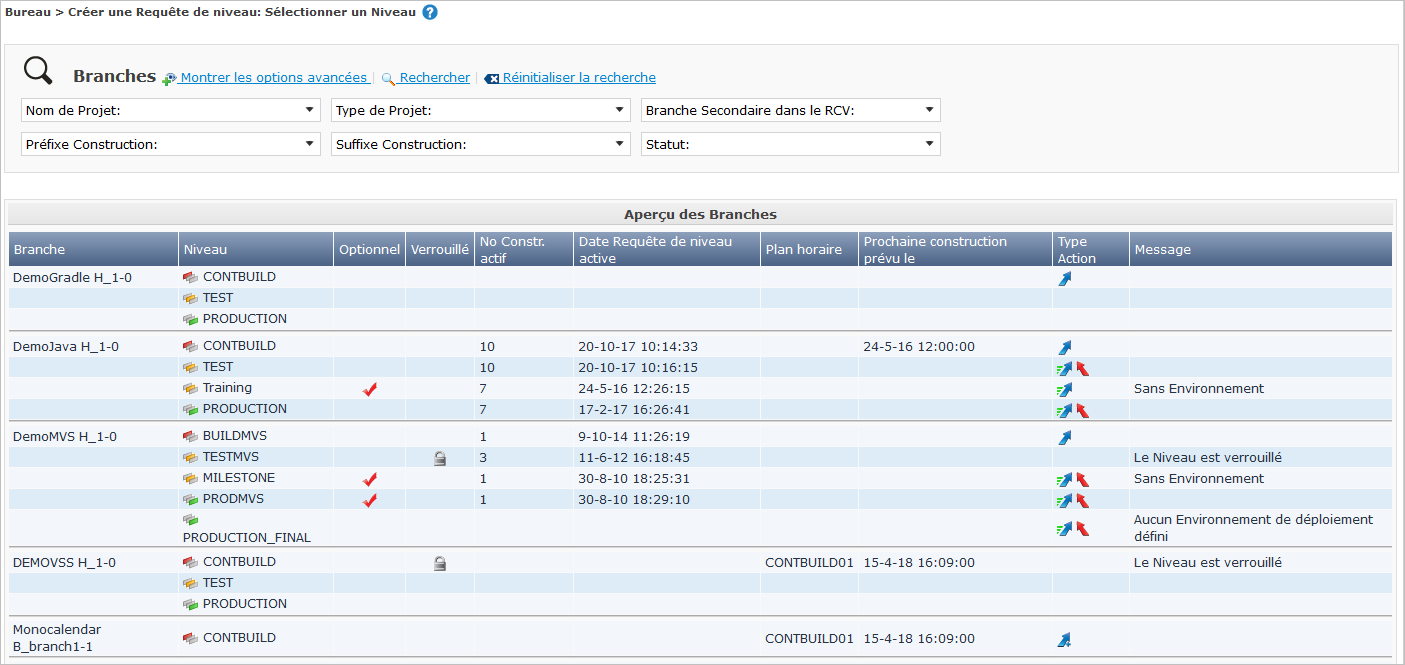 Bureau > Créer une Requête de niveau: Sélectionner un Niveau
Branches Montrer les options avancées | Rechercher | Réinitialiser la recherche
Nom de Projet: Type de Projet: Branche Secondaire dans le RCV:
Préfixe Construction: Suffixe Construction: Statut:
Aperçu des Branches
Branche Niveau Optionnel Verrouillé No Constr. actif Date Requête de niveau active Plan horaire Prochaine construction prévu le Type Action Message
DemoGradle H_1-0 CONTBUILD
TEST
PRODUCTION
DemoJava H_1-0 CONTBUILD 10 20-10-17 10:14:33 24-5-16 12:00:00
TEST 10 20-10-17 10:16:15
Training 7 24-5-16 12:26:15 Sans Environnement
PRODUCTION 7 17-2-17 16:26:41
DemoMVS H_1-0 BUILDMVS 1 9-10-14 11:26:19
TESTMVS 3 11-6-12 16:18:45 Le Niveau est verrouillé
MILESTONE 1 30-8-10 18:25:31 Sans Environnement
PRODMVS 1 30-8-10 18:29:10
PRODUCTION_FINAL Aucun Environnement de déploiement défini
DEMOVSS H_1-0 CONTBUILD CONTBUILD01 15-4-18 16:09:00 Le Niveau est verrouillé
TEST
PRODUCTION
Monocalendar B_branch1-1 CONTBUILD CONTBUILD01 15-4-18 16:09:00